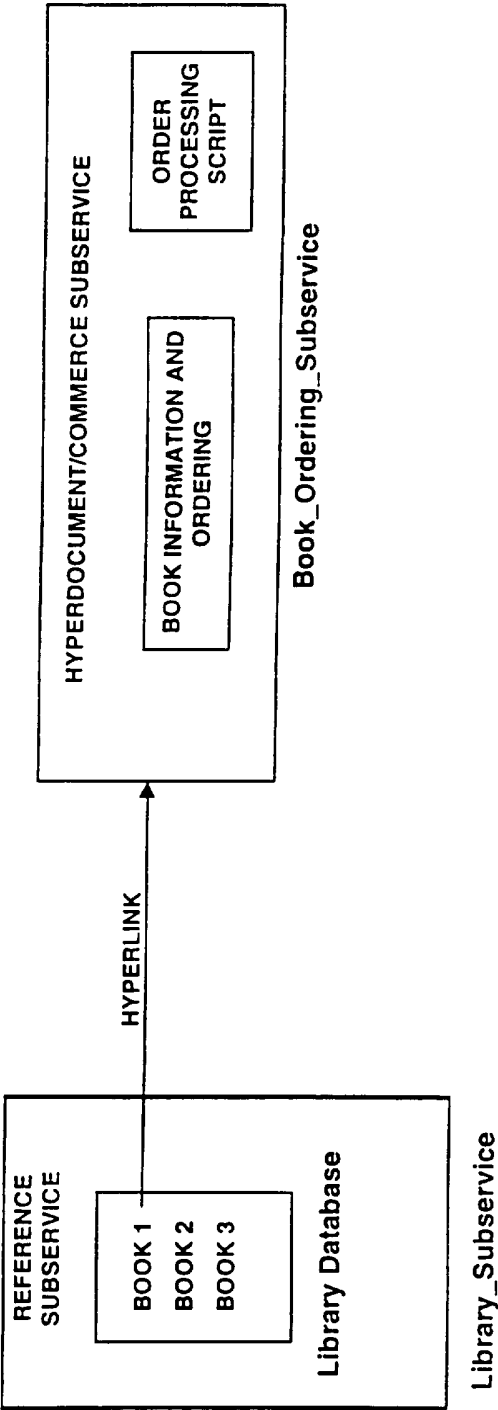 REFERENCE
SUBSERVICE
BOOK 1
BOOK 2
BOOK 3
Library Database
Library_Subservice
HYPERLINK
HYPERDOCUMENT/COMMERCE SUBSERVICE
BOOK INFORMATION AND
ORDERING
ORDER
PROCESSING
SCRIPT
Book_Ordering_Subservice